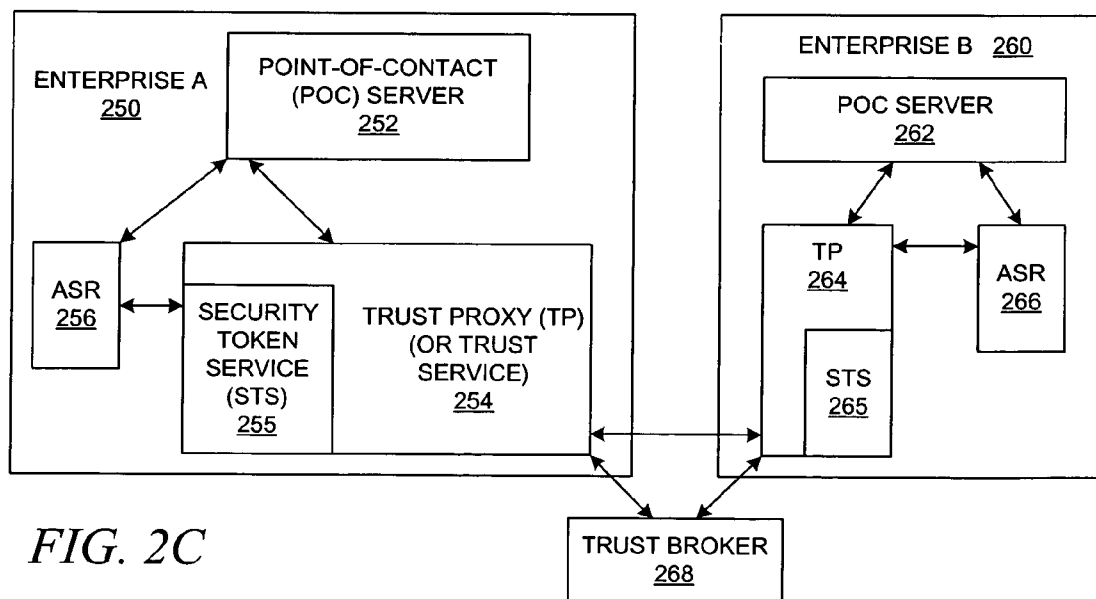 ENTERPRISE A
250
POINT-OF-CONTACT
(POC) SERVER
252
ASR
256
SECURITY
TOKEN
SERVICE
(STS)
255
TRUST PROXY (TP)
(OR TRUST
SERVICE)
254
ENTERPRISE B 260
POC SERVER
262
TP
264
STS
265
ASR
266
TRUST BROKER
268
FIG. 2C